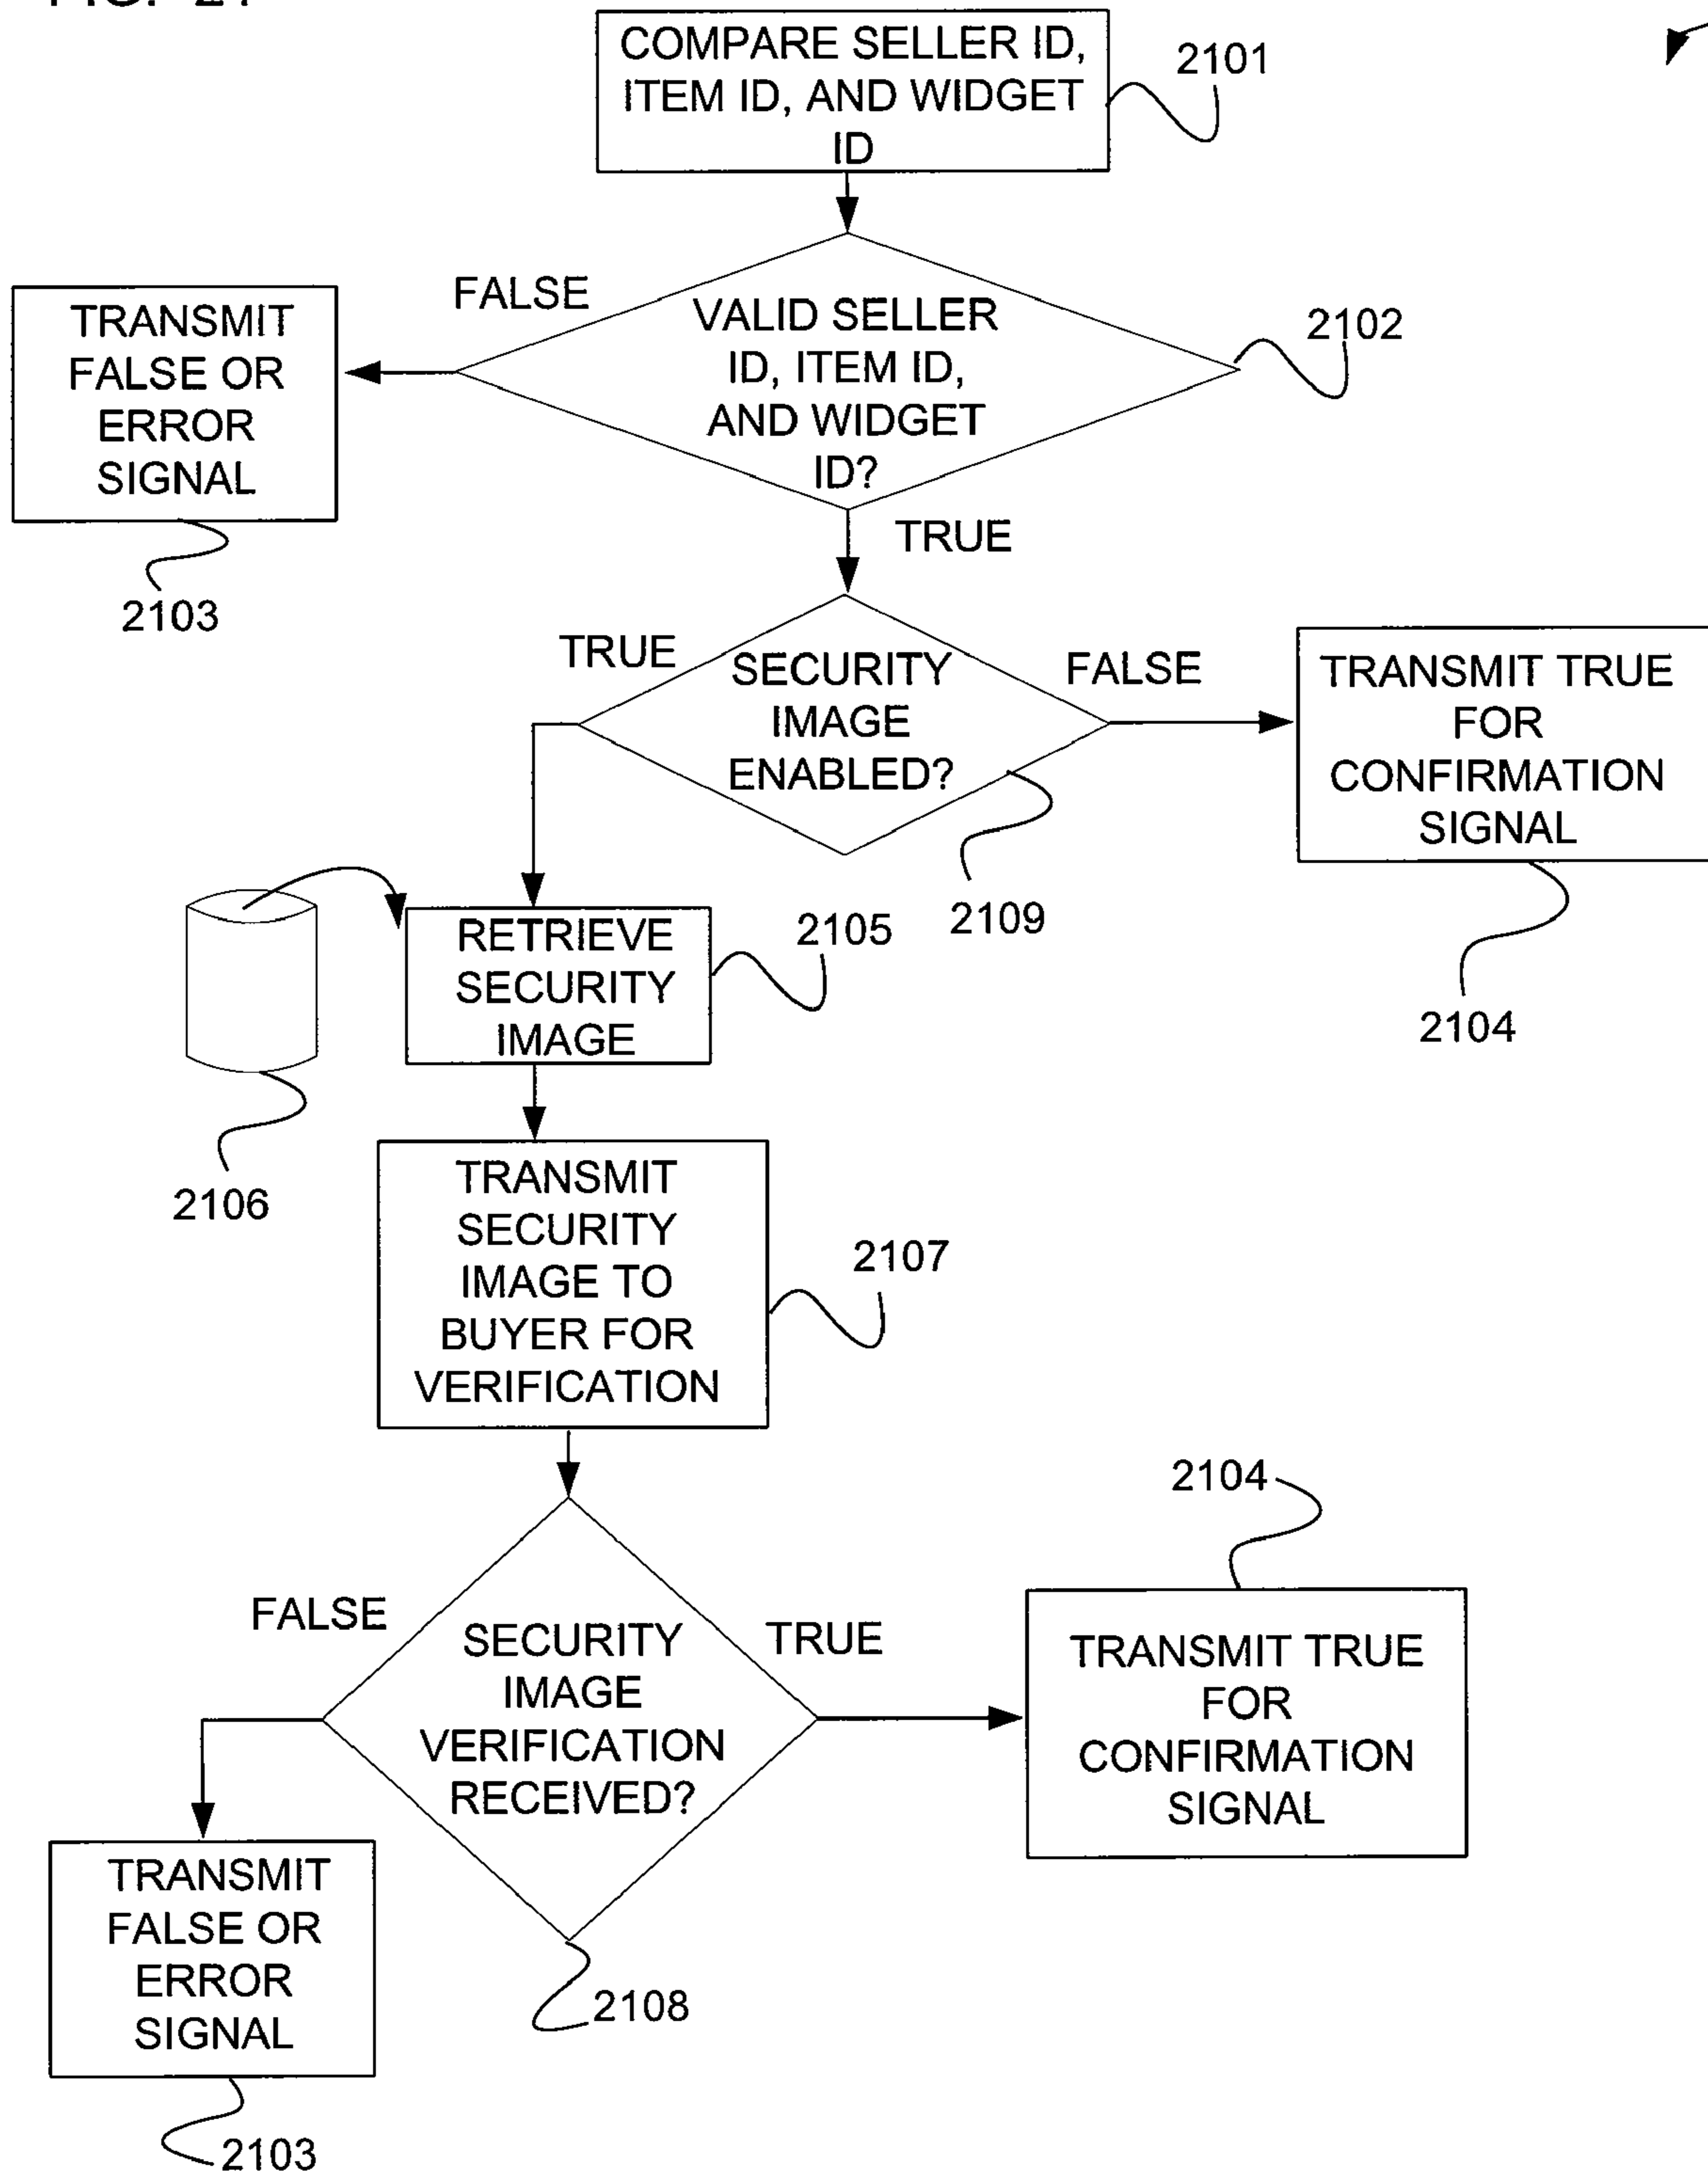 COMPARE SELLER ID,
ITEM ID, AND WIDGET
ID
2101
FALSE
VALID SELLER
ID, ITEM ID,
AND WIDGET
ID?
2102
TRANSMIT
FALSE OR
ERROR
SIGNAL
2103
TRUE
TRUE
SECURITY
IMAGE
ENABLED?
FALSE
2109
TRANSMIT TRUE
FOR
CONFIRMATION
SIGNAL
2104
RETRIEVE
SECURITY
IMAGE
2105
2106
TRANSMIT
SECURITY
IMAGE TO
BUYER FOR
VERIFICATION
2107
FALSE
SECURITY
IMAGE
VERIFICATION
RECEIVED?
TRUE
2108
2104
TRANSMIT TRUE
FOR
CONFIRMATION
SIGNAL
TRANSMIT
FALSE OR
ERROR
SIGNAL
2103